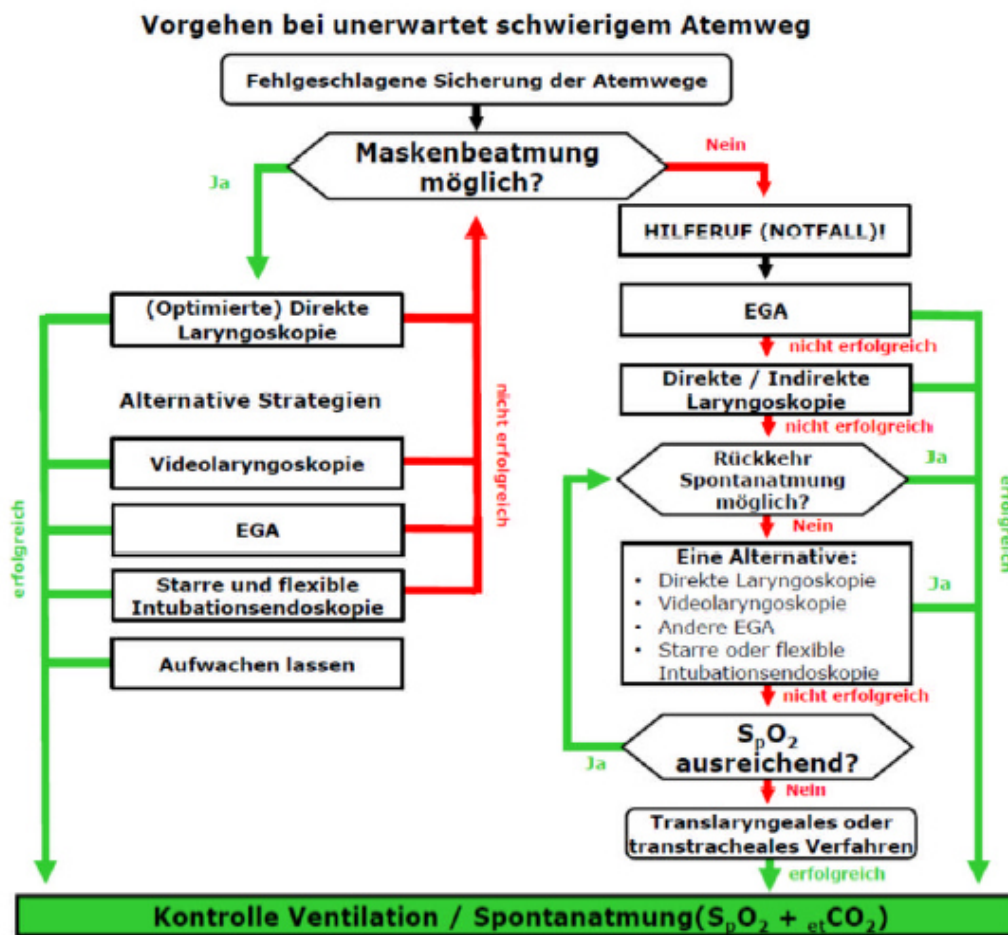 Vorgehen bei unerwartet schwierigem Atemweg
Fehlgeschlagene Sicherung der Atemwege
Maskenbeatmung
möglich?
Ja
Nein
HILFERUF (NOTFALL)!
(Optimierte) Direkte
Laryngoskopie
Alternative Strategien
Videolaryngoskopie
EGA
Starre und flexible
Intubationsendoskopie
Aufwachen lassen
erfolgreich
nicht erfolgreich
EGA
nicht erfolgreich
Direkte / Indirekte
Laryngoskopie
nicht erfolgreich
Rückkehr
Spontanatmung
möglich?
Ja
Nein
Eine Alternative:
• Direkte Laryngoskopie
• Videolaryngoskopie
• Andere EGA
• Starre oder flexible
Intubationsendoskopie
Ja
erfolgreich
nicht erfolgreich
SpO2
ausreichend?
Ja
Nein
Translaryngeales oder
transtracheales Verfahren
erfolgreich
Kontrolle Ventilation / Spontanatmung(SpO2 + etCO2)